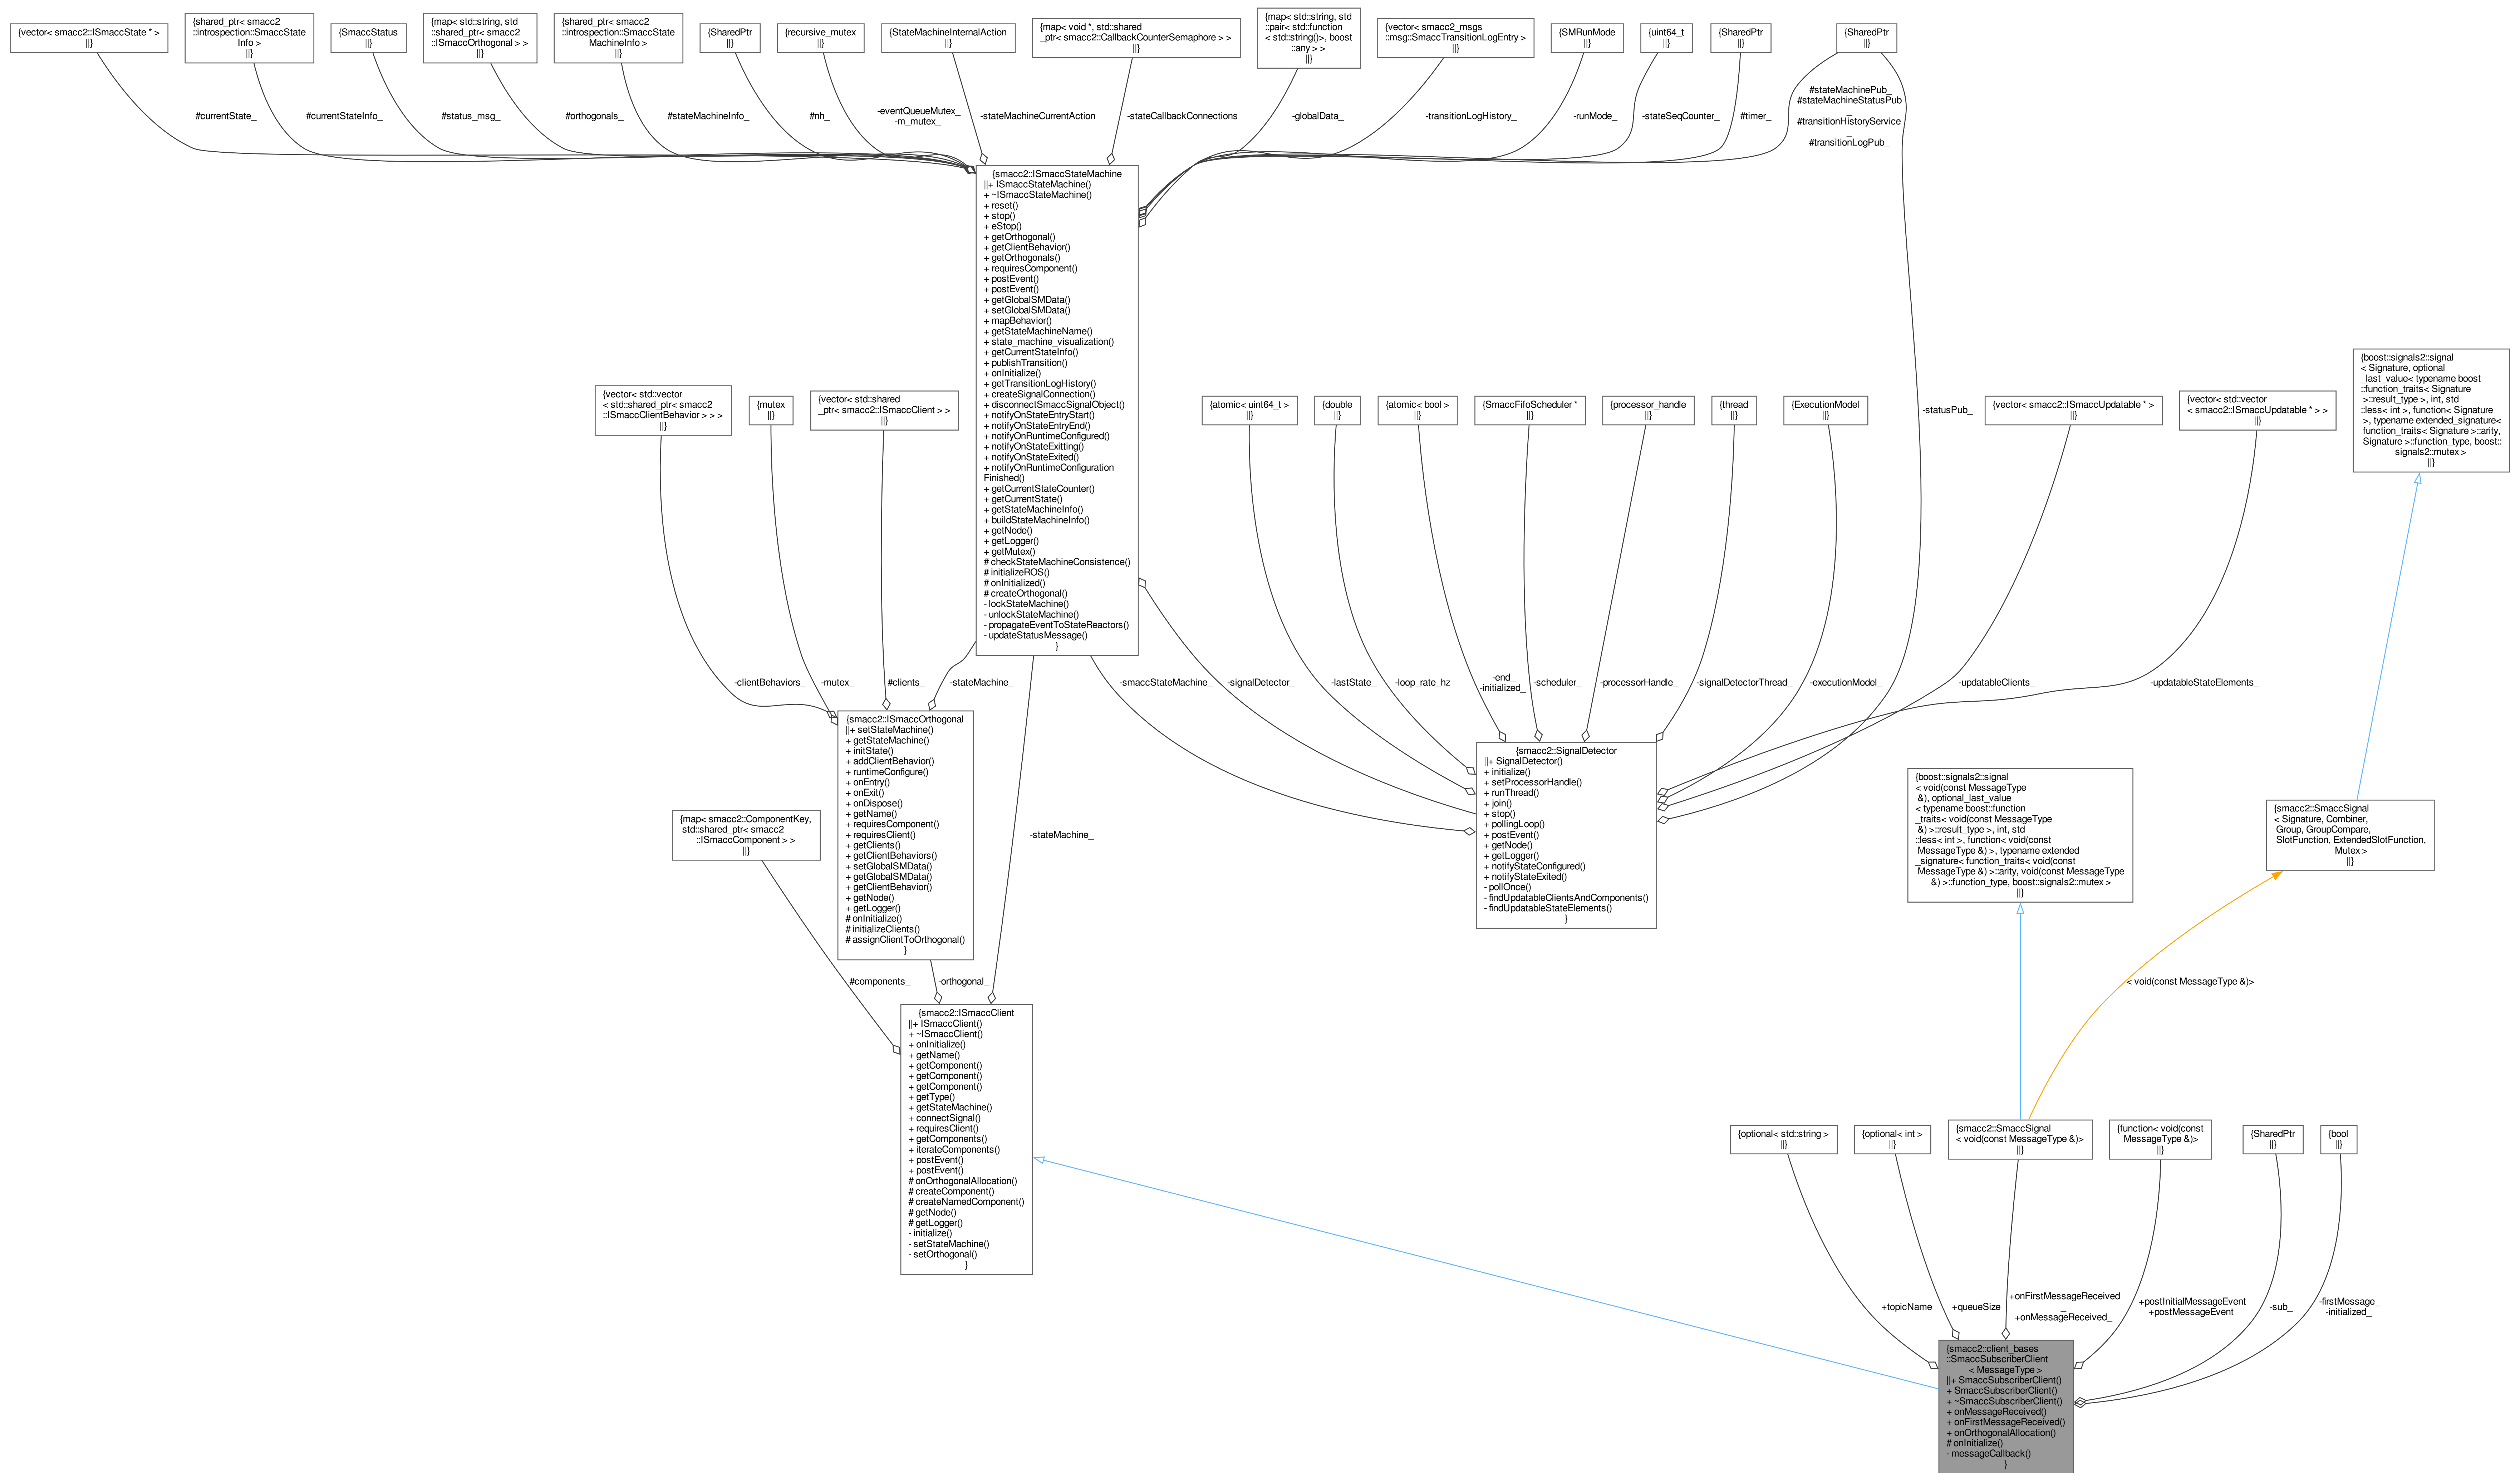 {vector< smacc2::ISmaccState * >
||}
{shared_ptr< smacc2
::introspection::SmaccState
Info >
||}
{SmaccStatus
||}
{map< std::string, std
::shared_ptr< smacc2
::ISmaccOrthogonal > >
||}
{shared_ptr< smacc2
::introspection::SmaccState
MachineInfo >
||}
{SharedPtr
||}
{recursive_mutex
||}
{StateMachineInternalAction
||}
{map< void *, std::shared
_ptr< smacc2::CallbackCounterSemaphore > >
||}
{map< std::string, std
::pair< std::function
< std::string()>, boost
::any > >
||}
{vector< smacc2_msgs
::msg::SmaccTransitionLogEntry >
||}
{SMRunMode
||}
{uint64_t
||}
{SharedPtr
||}
{SharedPtr
||}
#currentState_
#currentStateInfo_
#status_msg_
#orthogonals_
#stateMachineInfo_
#nh_
-eventQueueMutex_
-m_mutex_
-stateMachineCurrentAction
-stateCallbackConnections
-globalData_
-transitionLogHistory_
-runMode_
-stateSeqCounter_
#timer_
#stateMachinePub_
#stateMachineStatusPub
_
#transitionHistoryService
_
#transitionLogPub_
{smacc2::ISmaccStateMachine
||+ ISmaccStateMachine()
+ ~ISmaccStateMachine()
+ reset()
+ stop()
+ eStop()
+ getOrthogonal()
+ getClientBehavior()
+ getOrthogonals()
+ requiresComponent()
+ postEvent()
+ postEvent()
+ getGlobalSMData()
+ setGlobalSMData()
+ mapBehavior()
+ getStateMachineName()
+ state_machine_visualization()
+ getCurrentStateInfo()
+ publishTransition()
+ onInitialize()
+ getTransitionLogHistory()
+ createSignalConnection()
+ disconnectSmaccSignalObject()
+ notifyOnStateEntryStart()
+ notifyOnStateEntryEnd()
+ notifyOnRuntimeConfigured()
+ notifyOnStateExitting()
+ notifyOnStateExited()
+ notifyOnRuntimeConfiguration
Finished()
+ getCurrentStateCounter()
+ getCurrentState()
+ getStateMachineInfo()
+ buildStateMachineInfo()
+ getNode()
+ getLogger()
+ getMutex()
# checkStateMachineConsistence()
# initializeROS()
# onInitialized()
# createOrthogonal()
- lockStateMachine()
- unlockStateMachine()
- propagateEventToStateReactors()
- updateStatusMessage()
}
{vector< std::vector
< std::shared_ptr< smacc2
::ISmaccClientBehavior > > >
||}
{mutex
||}
{vector< std::shared
_ptr< smacc2::ISmaccClient > >
||}
{atomic< uint64_t >
||}
{double
||}
{atomic< bool >
||}
{SmaccFifoScheduler *
||}
{processor_handle
||}
{thread
||}
{ExecutionModel
||}
-statusPub_
{vector< smacc2::ISmaccUpdatable * >
||}
{vector< std::vector
< smacc2::ISmaccUpdatable * > >
||}
{boost::signals2::signal
< Signature, optional
_last_value< typename boost
::function_traits< Signature
>::result_type >, int, std
::less< int >, function< Signature
>, typename extended_signature<
function_traits< Signature >::arity,
Signature >::function_type, boost::
signals2::mutex >
||}
-clientBehaviors_
-mutex_
#clients_
-stateMachine_
-smaccStateMachine_
-signalDetector_
-lastState_
-loop_rate_hz
-end_
-initialized_
-scheduler_
-processorHandle_
-signalDetectorThread_
-executionModel_
-updatableClients_
-updatableStateElements_
{smacc2::ISmaccOrthogonal
||+ setStateMachine()
+ getStateMachine()
+ initState()
+ addClientBehavior()
+ runtimeConfigure()
+ onEntry()
+ onExit()
+ onDispose()
+ getName()
+ requiresComponent()
+ requiresClient()
+ getClients()
+ getClientBehaviors()
+ setGlobalSMData()
+ getGlobalSMData()
+ getClientBehavior()
+ getNode()
+ getLogger()
# onInitialize()
# initializeClients()
# assignClientToOrthogonal()
}
{smacc2::SignalDetector
||+ SignalDetector()
+ initialize()
+ setProcessorHandle()
+ runThread()
+ join()
+ stop()
+ pollingLoop()
+ postEvent()
+ getNode()
+ getLogger()
+ notifyStateConfigured()
+ notifyStateExited()
- pollOnce()
- findUpdatableClientsAndComponents()
- findUpdatableStateElements()
}
{boost::signals2::signal
< void(const MessageType
&), optional_last_value
< typename boost::function
_traits< void(const MessageType
&) >::result_type >, int, std
::less< int >, function< void(const
MessageType &) >, typename extended
_signature< function_traits< void(const
MessageType &) >::arity, void(const MessageType
&) >::function_type, boost::signals2::mutex >
||}
{smacc2::SmaccSignal
< Signature, Combiner,
Group, GroupCompare,
SlotFunction, ExtendedSlotFunction,
Mutex >
||}
{map< smacc2::ComponentKey,
std::shared_ptr< smacc2
::ISmaccComponent > >
||}
-stateMachine_
#components_
-orthogonal_
< void(const MessageType &)>
{smacc2::ISmaccClient
||+ ISmaccClient()
+ ~ISmaccClient()
+ onInitialize()
+ getName()
+ getComponent()
+ getComponent()
+ getComponent()
+ getType()
+ getStateMachine()
+ connectSignal()
+ requiresClient()
+ getComponents()
+ iterateComponents()
+ postEvent()
+ postEvent()
# onOrthogonalAllocation()
# createComponent()
# createNamedComponent()
# getNode()
# getLogger()
- initialize()
- setStateMachine()
- setOrthogonal()
}
{optional< std::string >
||}
{optional< int >
||}
{smacc2::SmaccSignal
< void(const MessageType &)>
||}
{function< void(const
MessageType &)>
||}
{SharedPtr
||}
{bool
||}
+topicName
+queueSize
+onFirstMessageReceived
_
+onMessageReceived_
+postInitialMessageEvent
+postMessageEvent
-sub_
-firstMessage_
-initialized_
{smacc2::client_bases
::SmaccSubscriberClient
< MessageType >
||+ SmaccSubscriberClient()
+ SmaccSubscriberClient()
+ ~SmaccSubscriberClient()
+ onMessageReceived()
+ onFirstMessageReceived()
+ onOrthogonalAllocation()
# onInitialize()
- messageCallback()
}